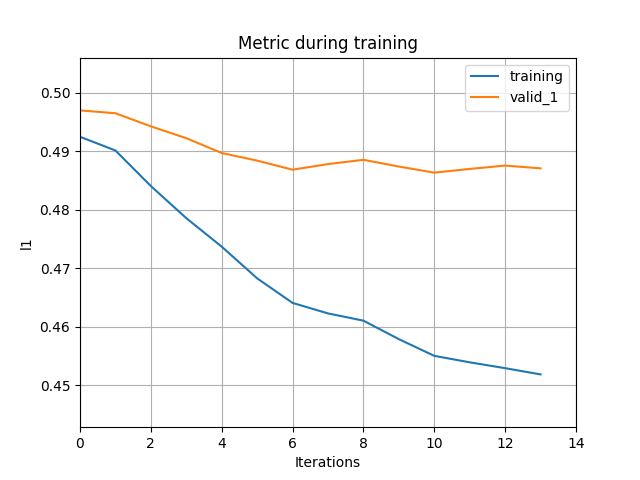 Metric during training
training
valid_1
0.50
0.49
0.48
0.47
0.46
0.45
l1
0 2 4 6 8 10 12 14
Iterations